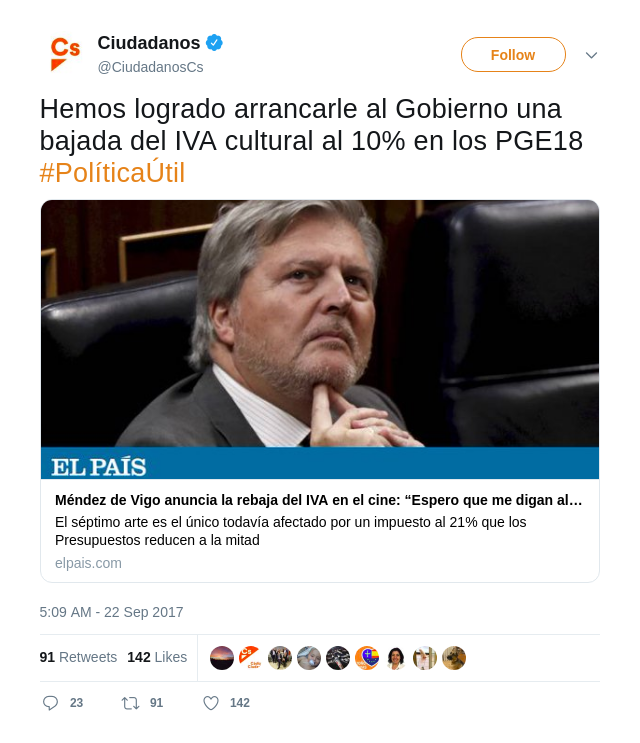 Cs
Ciudadanos
@CiudadanosCs
Follow
Hemos logrado arrancarle al Gobierno una
bajada del IVA cultural al 10% en los PGE18
#PolíticaÚtil
EL PAÍS
Méndez de Vigo anuncia la rebaja del IVA en el cine: “Espero que me digan al…
El séptimo arte es el único todavía afectado por un impuesto al 21% que los
Presupuestos reducen a la mitad
elpais.com
5:09 AM - 22 Sep 2017
91 Retweets 142 Likes
Cs
23 91 142